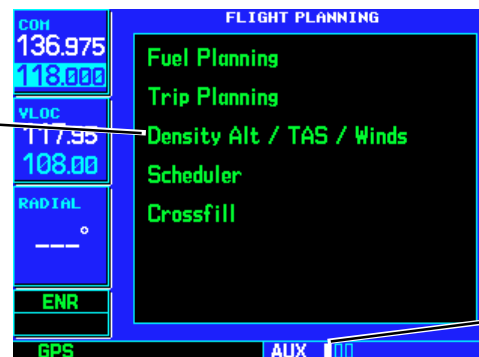 COM
136.975
118.000
VLOC
117.95
108.00
RADIAL
___°
ENR
GPS
FLIGHT PLANNING
Fuel Planning
Trip Planning
Density Alt / TAS / Winds
Scheduler
Crossfill
AUX